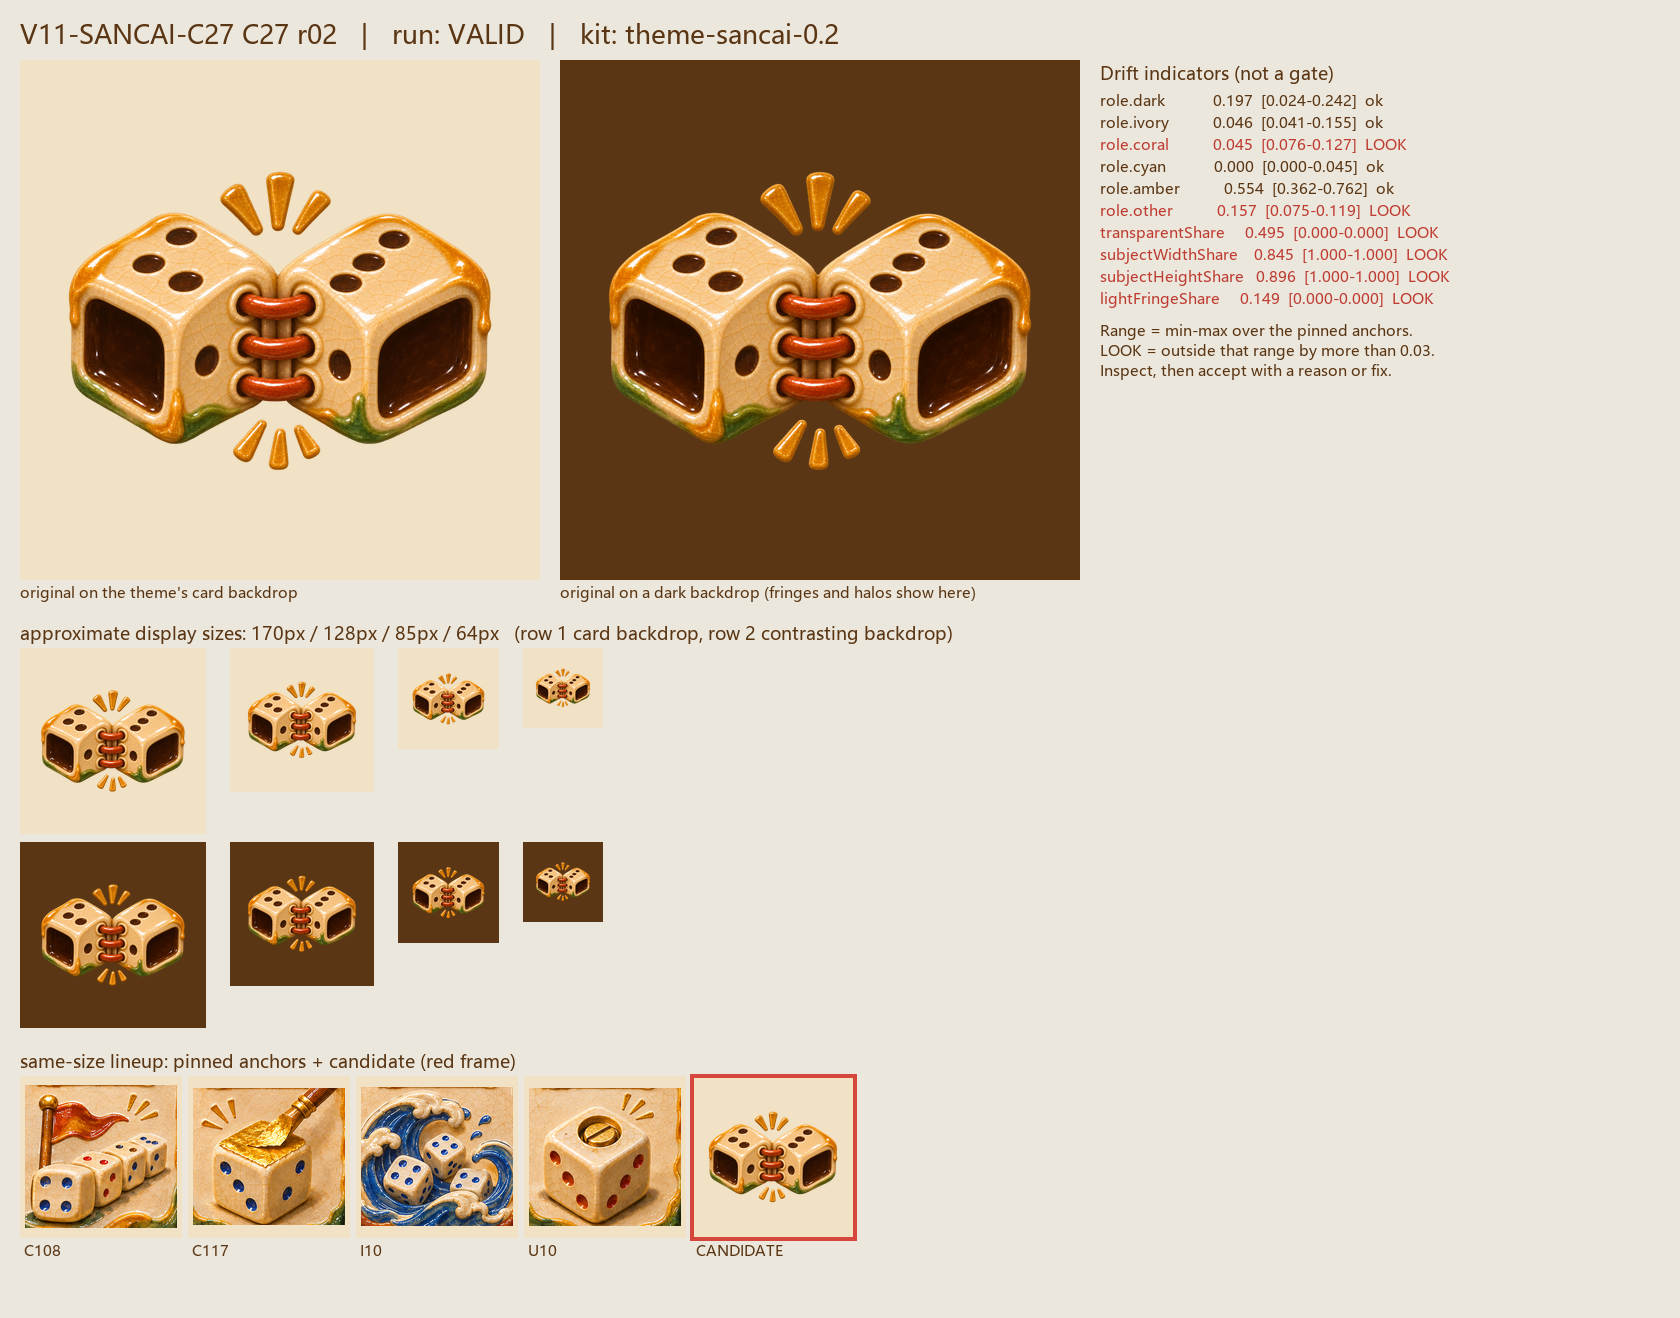 V11-SANCAI-C27 C27 r02 | run: VALID | kit: theme-sancai-0.2
Drift indicators (not a gate)
role.dark 0.197 [0.024-0.242] ok
role.ivory 0.046 [0.041-0.155] ok
role.coral 0.045 [0.076-0.127] LOOK
role.cyan 0.000 [0.000-0.045] ok
role.amber 0.554 [0.362-0.762] ok
role.other 0.157 [0.075-0.119] LOOK
transparentShare 0.495 [0.000-0.000] LOOK
subjectWidthShare 0.845 [1.000-1.000] LOOK
subjectHeightShare 0.896 [1.000-1.000] LOOK
lightFringeShare 0.149 [0.000-0.000] LOOK
Range = min-max over the pinned anchors.
LOOK = outside that range by more than 0.03.
Inspect, then accept with a reason or fix.
original on the theme's card backdrop
original on a dark backdrop (fringes and halos show here)
approximate display sizes: 170px / 128px / 85px / 64px (row 1 card backdrop, row 2 contrasting backdrop)
same-size lineup: pinned anchors + candidate (red frame)
C108
C117
I10
U10
CANDIDATE